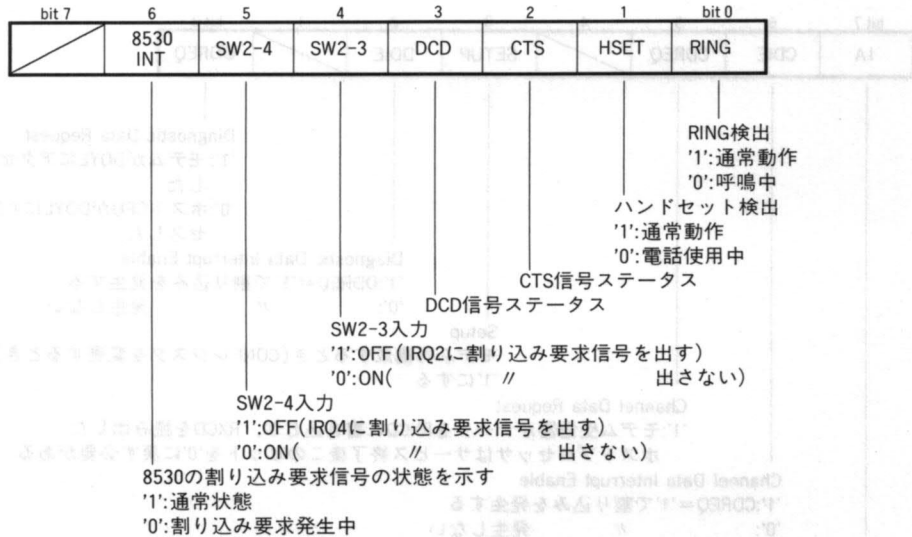 bit 7 6 5 4 3 2 1 bit 0
8530 INT SW2-4 SW2-3 DCD CTS HSET RING
RING検出
'1':通常動作
'0':呼鳴中
ハンドセット検出
'1':通常動作
'0':電話使用中
CTS信号ステータス
DCD信号ステータス
SW2-3入力
'1':OFF(IRQ2に割り込み要求信号を出す)
'0':ON( 〃 出さない)
SW2-4入力
'1':OFF(IRQ4に割り込み要求信号を出す)
'0':ON( 〃 出さない)
8530の割り込み要求信号の状態を示す
'1':通常状態
'0':割り込み要求発生中